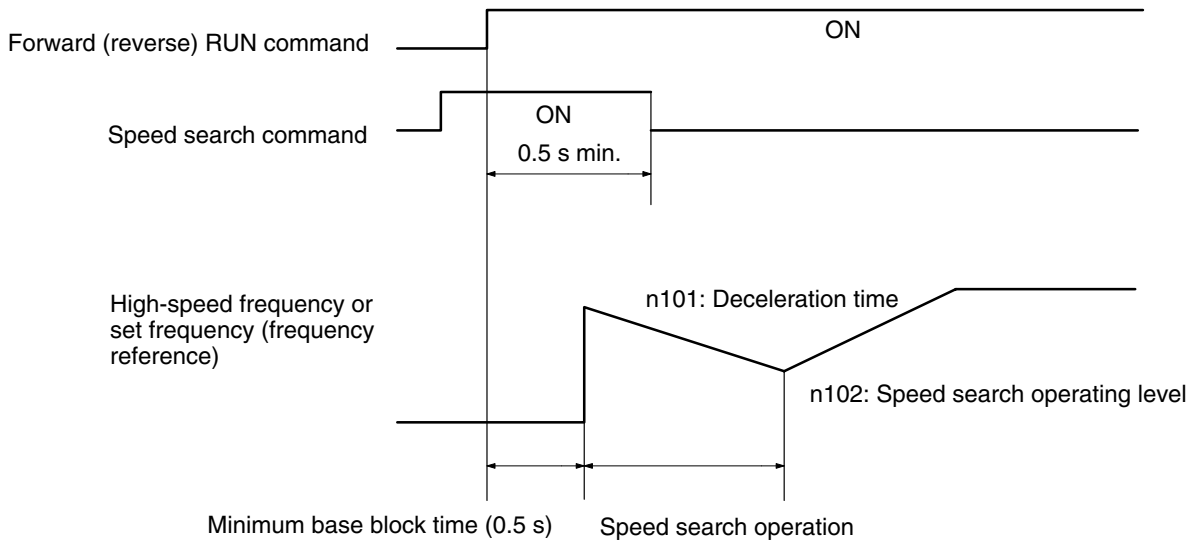 Forward (reverse) RUN command
ON
Speed search command
ON
0.5 s min.
High-speed frequency or
set frequency (frequency
reference)
n101: Deceleration time
n102: Speed search operating level
Minimum base block time (0.5 s)
Speed search operation